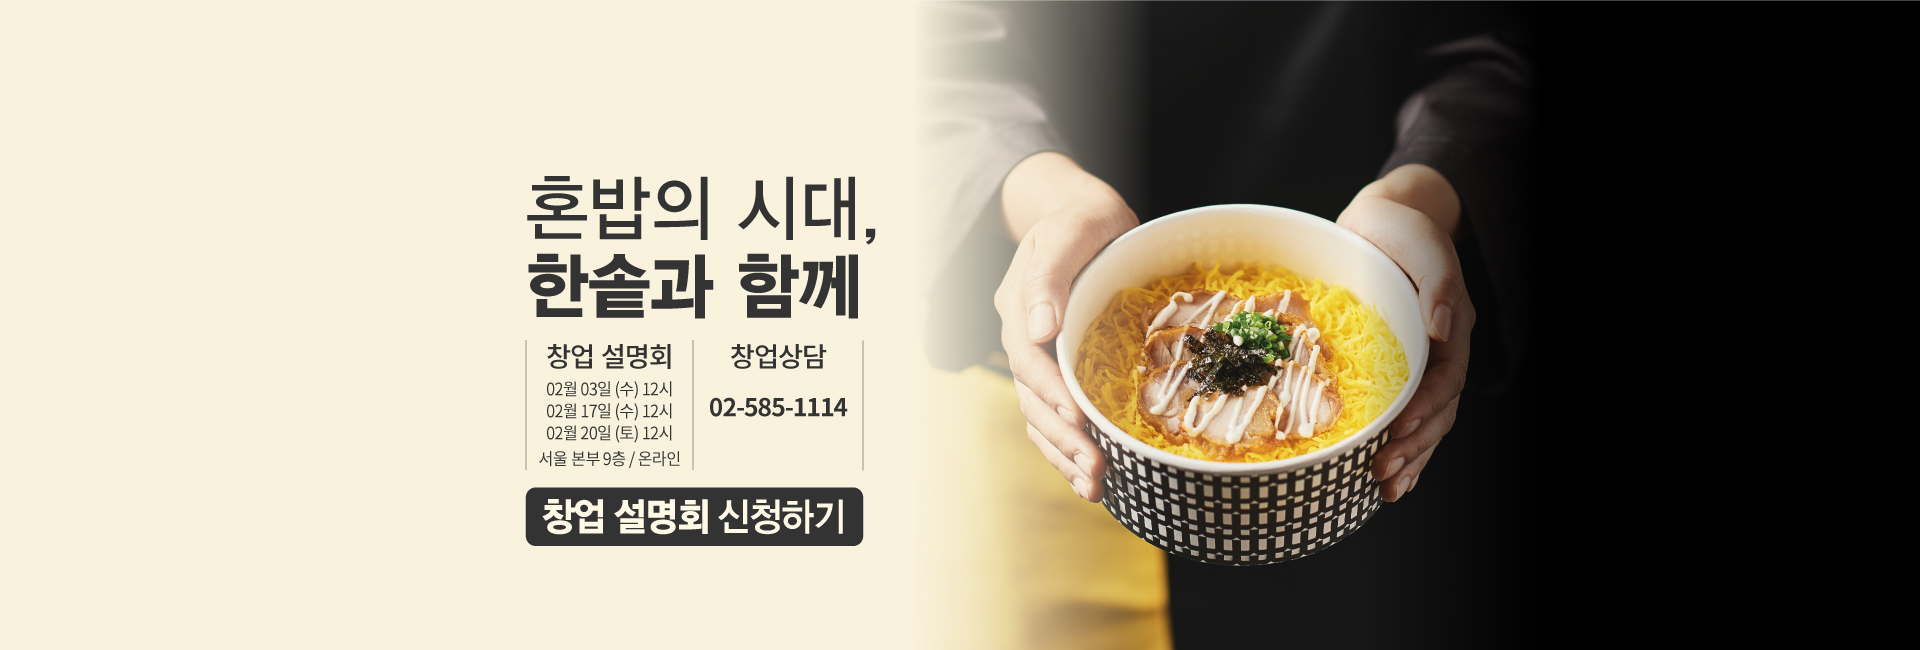 혼밥의 시대,
한솥과 함께
창업 설명회
02월 03일 (수) 12시
02월 17일 (수) 12시
02월 20일 (토) 12시
서울 본부 9층 / 온라인
창업상담
02-585-1114
창업 설명회 신청하기